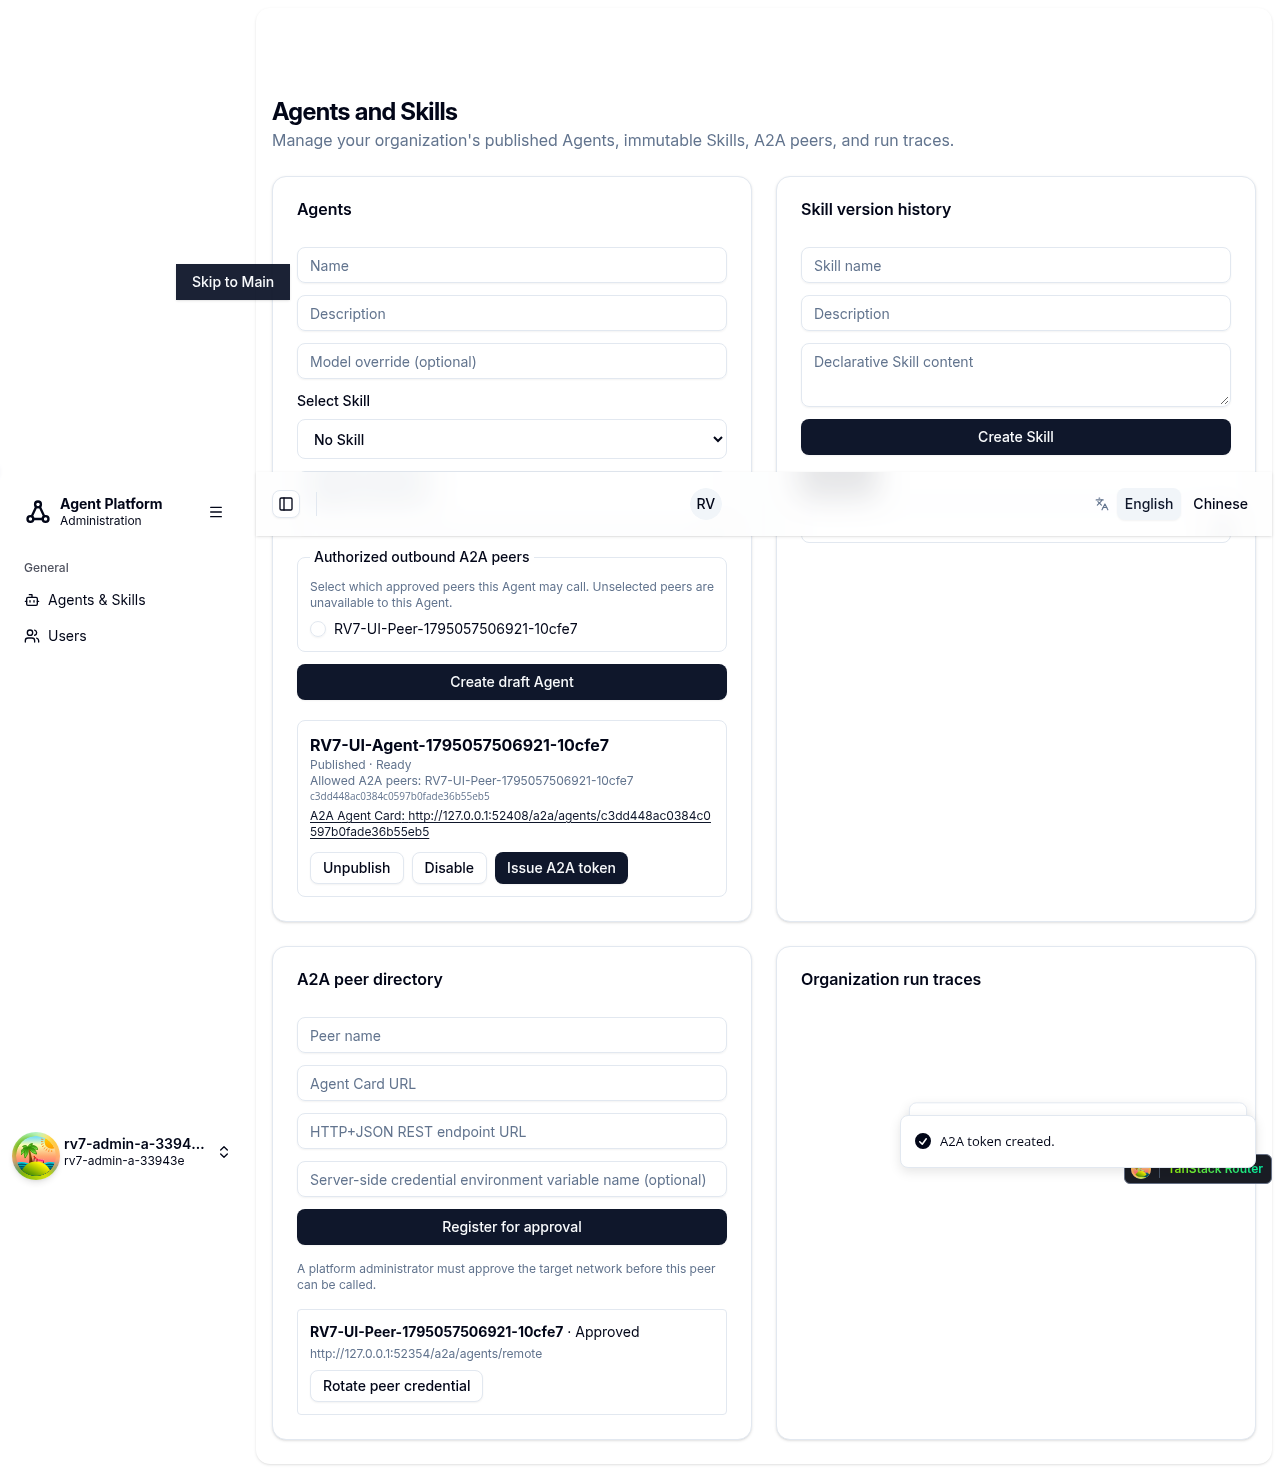 Agents and Skills
Manage your organization's published Agents, immutable Skills, A2A peers, and run traces.
Agents
Name
Description
Model override (optional)
Select Skill
No Skill
Skill version history
Skill name
Description
Declarative Skill content
Create Skill
Skip to Main
Agent Platform
Administration
General
Agents & Skills
Users
RV
English
Chinese
Authorized outbound A2A peers
Select which approved peers this Agent may call. Unselected peers are
unavailable to this Agent.
RV7-UI-Peer-1795057506921-10cfe7
Create draft Agent
RV7-UI-Agent-1795057506921-10cfe7
Published · Ready
Allowed A2A peers: RV7-UI-Peer-1795057506921-10cfe7
c3dd448ac0384c0597b0fade36b55eb5
A2A Agent Card: http://127.0.0.1:52408/a2a/agents/c3dd448ac0384c0
597b0fade36b55eb5
Unpublish
Disable
Issue A2A token
A2A peer directory
Peer name
Agent Card URL
HTTP+JSON REST endpoint URL
Server-side credential environment variable name (optional)
Register for approval
A platform administrator must approve the target network before this peer
can be called.
RV7-UI-Peer-1795057506921-10cfe7 · Approved
http://127.0.0.1:52354/a2a/agents/remote
Rotate peer credential
Organization run traces
A2A token created.
TanStack Router
rv7-admin-a-3394...
rv7-admin-a-33943e